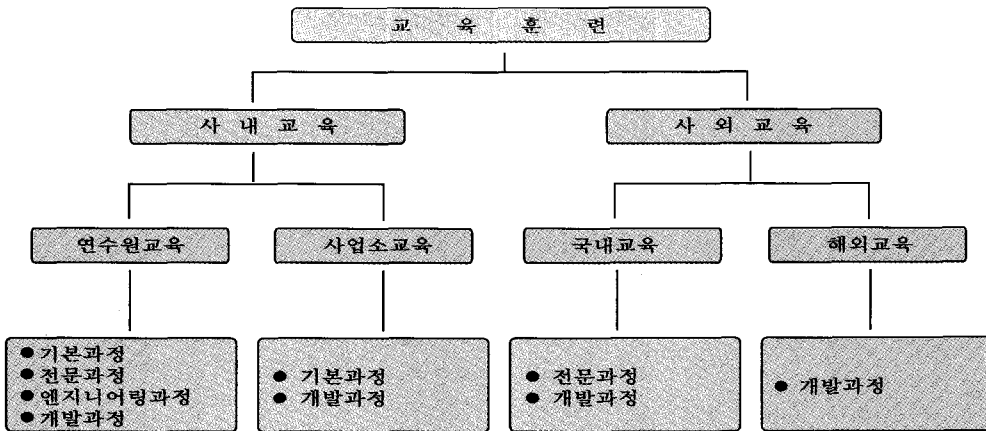 교 육 훈 련
사 내 교 육
사 외 교 육
연수원교육
사업소교육
국내교육
해외교육
● 기본과정
● 전문과정
● 엔지니어링과정
● 개발과정
● 기본과정
● 개발과정
● 전문과정
● 개발과정
● 개발과정